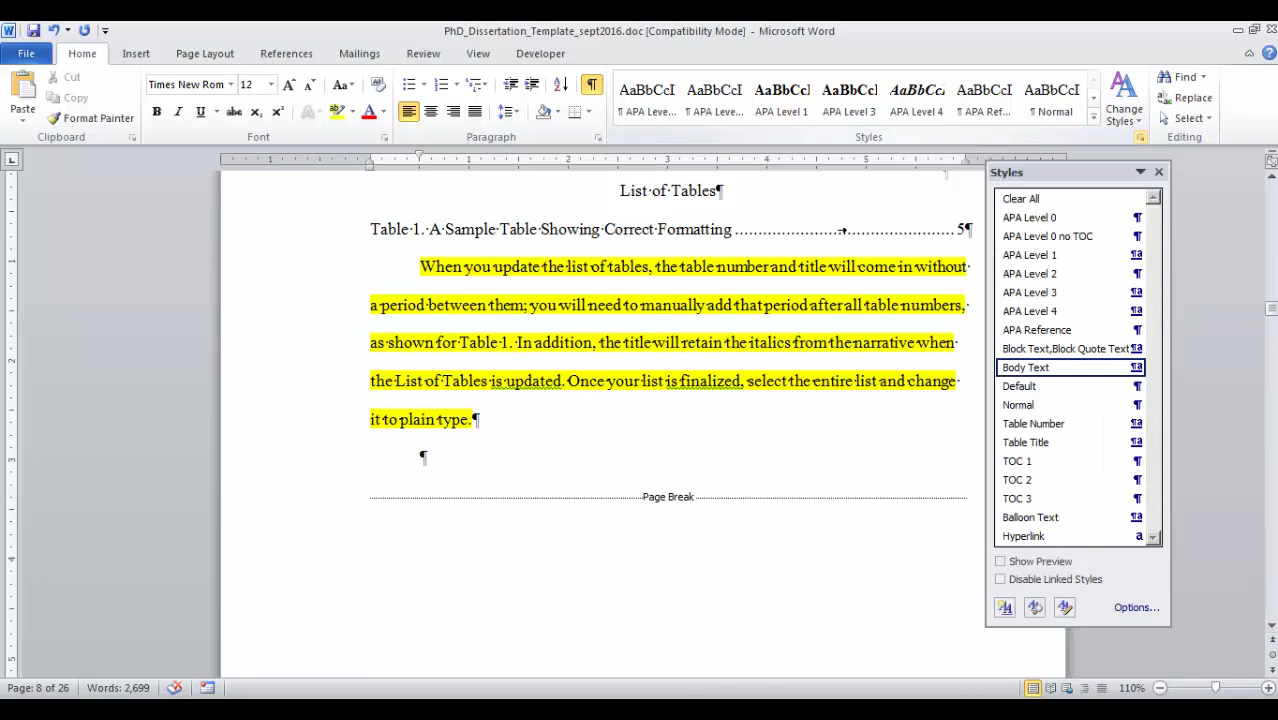 PhD_Dissertation_Template_sept2016.doc [Compatibility Mode] - Microsoft Word
File Home Insert Page Layout References Mailings Review View Developer
Paste
Cut
Copy
Format Painter
Clipboard
Times New Rom 12
Font
Paragraph
AaBbCcI AaBbCcI AaBbCcI AaBbCc AaBbCcI AaBbCcI AaBbCcI
¶ APA Leve... ¶ APA Leve... APA Level 1 APA Level 3 APA Level 4 ¶ APA Ref... ¶ Normal
Change Styles
Styles
Find
Replace
Select
Editing
List·of·Tables¶
Table·1.·A·Sample·Table·Showing·Correct·Formatting ............................................... 5¶
When·you·update·the·list·of·tables,·the·table·number·and·title·will·come·in·without·
a·period·between·them;·you·will·need·to·manually·add·that·period·after·all·table·numbers,·
as·shown·for·Table·1.·In·addition,·the·title·will·retain·the·italics·from·the·narrative·when·
the·List·of·Tables·is·updated.·Once·your·list·is·finalized,·select·the·entire·list·and·change·
it·to·plain·type.¶
¶
Page Break
Styles
Clear All
APA Level 0 ¶
APA Level 0 no TOC ¶
APA Level 1 ¶a
APA Level 2 ¶
APA Level 3 ¶a
APA Level 4 ¶a
APA Reference ¶
Block Text,Block Quote Text ¶a
Body Text ¶a
Default ¶
Normal ¶
Table Number ¶a
Table Title ¶a
TOC 1 ¶
TOC 2 ¶
TOC 3 ¶
Balloon Text ¶a
Hyperlink a
Show Preview
Disable Linked Styles
Options...
Page: 8 of 26 Words: 2,699 110%